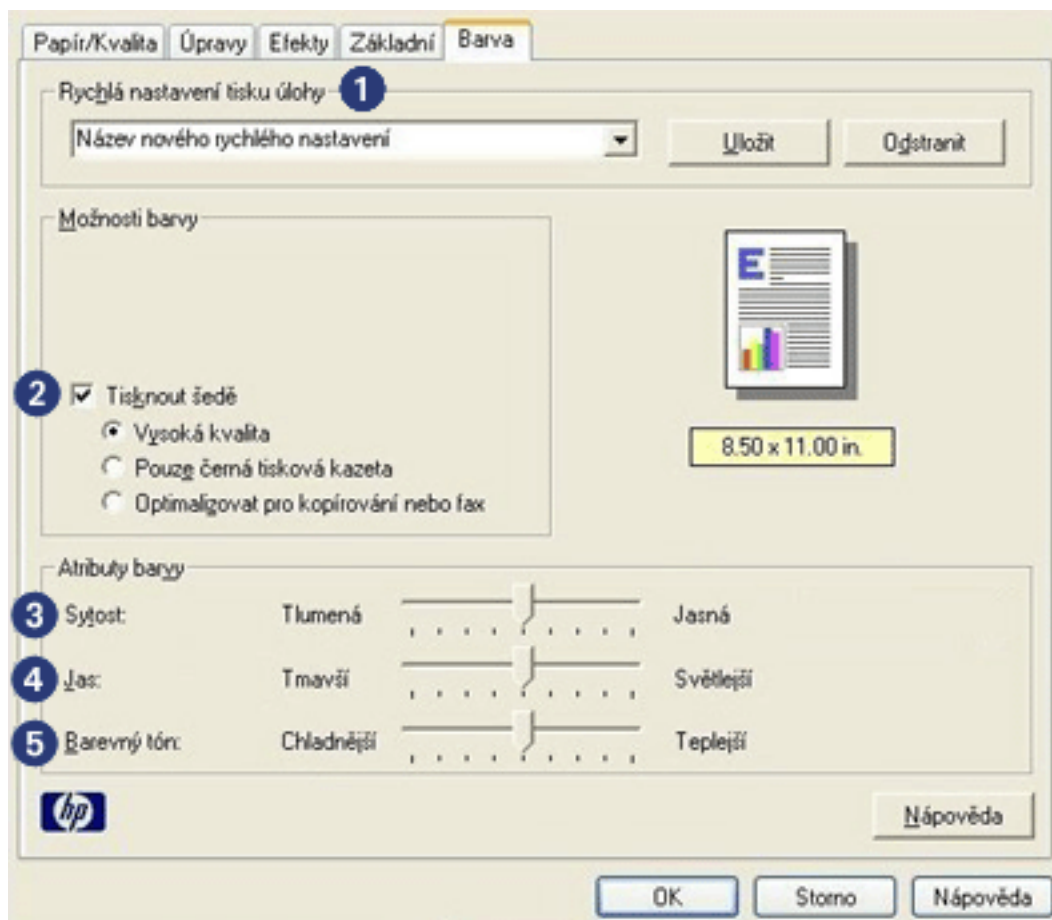 Papír/Kvalita Úpravy Efekty Základní Barva
Rychlá nastavení tisku úlohy 1
Název nového rychlého nastavení Uložit Odstranit
Možnosti barvy
E
2 Tisknout šedě
Vysoká kvalita
8.50 x 11.00 in.
Pouze černá tisková kazeta
Optimalizovat pro kopírování nebo fax
Atributy barvy
3 Sytost: Tlumená Jasná
4 Jas: Tmavší Světlejší
5 Barevný tón: Chladnější Teplejší
hp Nápověda
OK Storno Nápověda